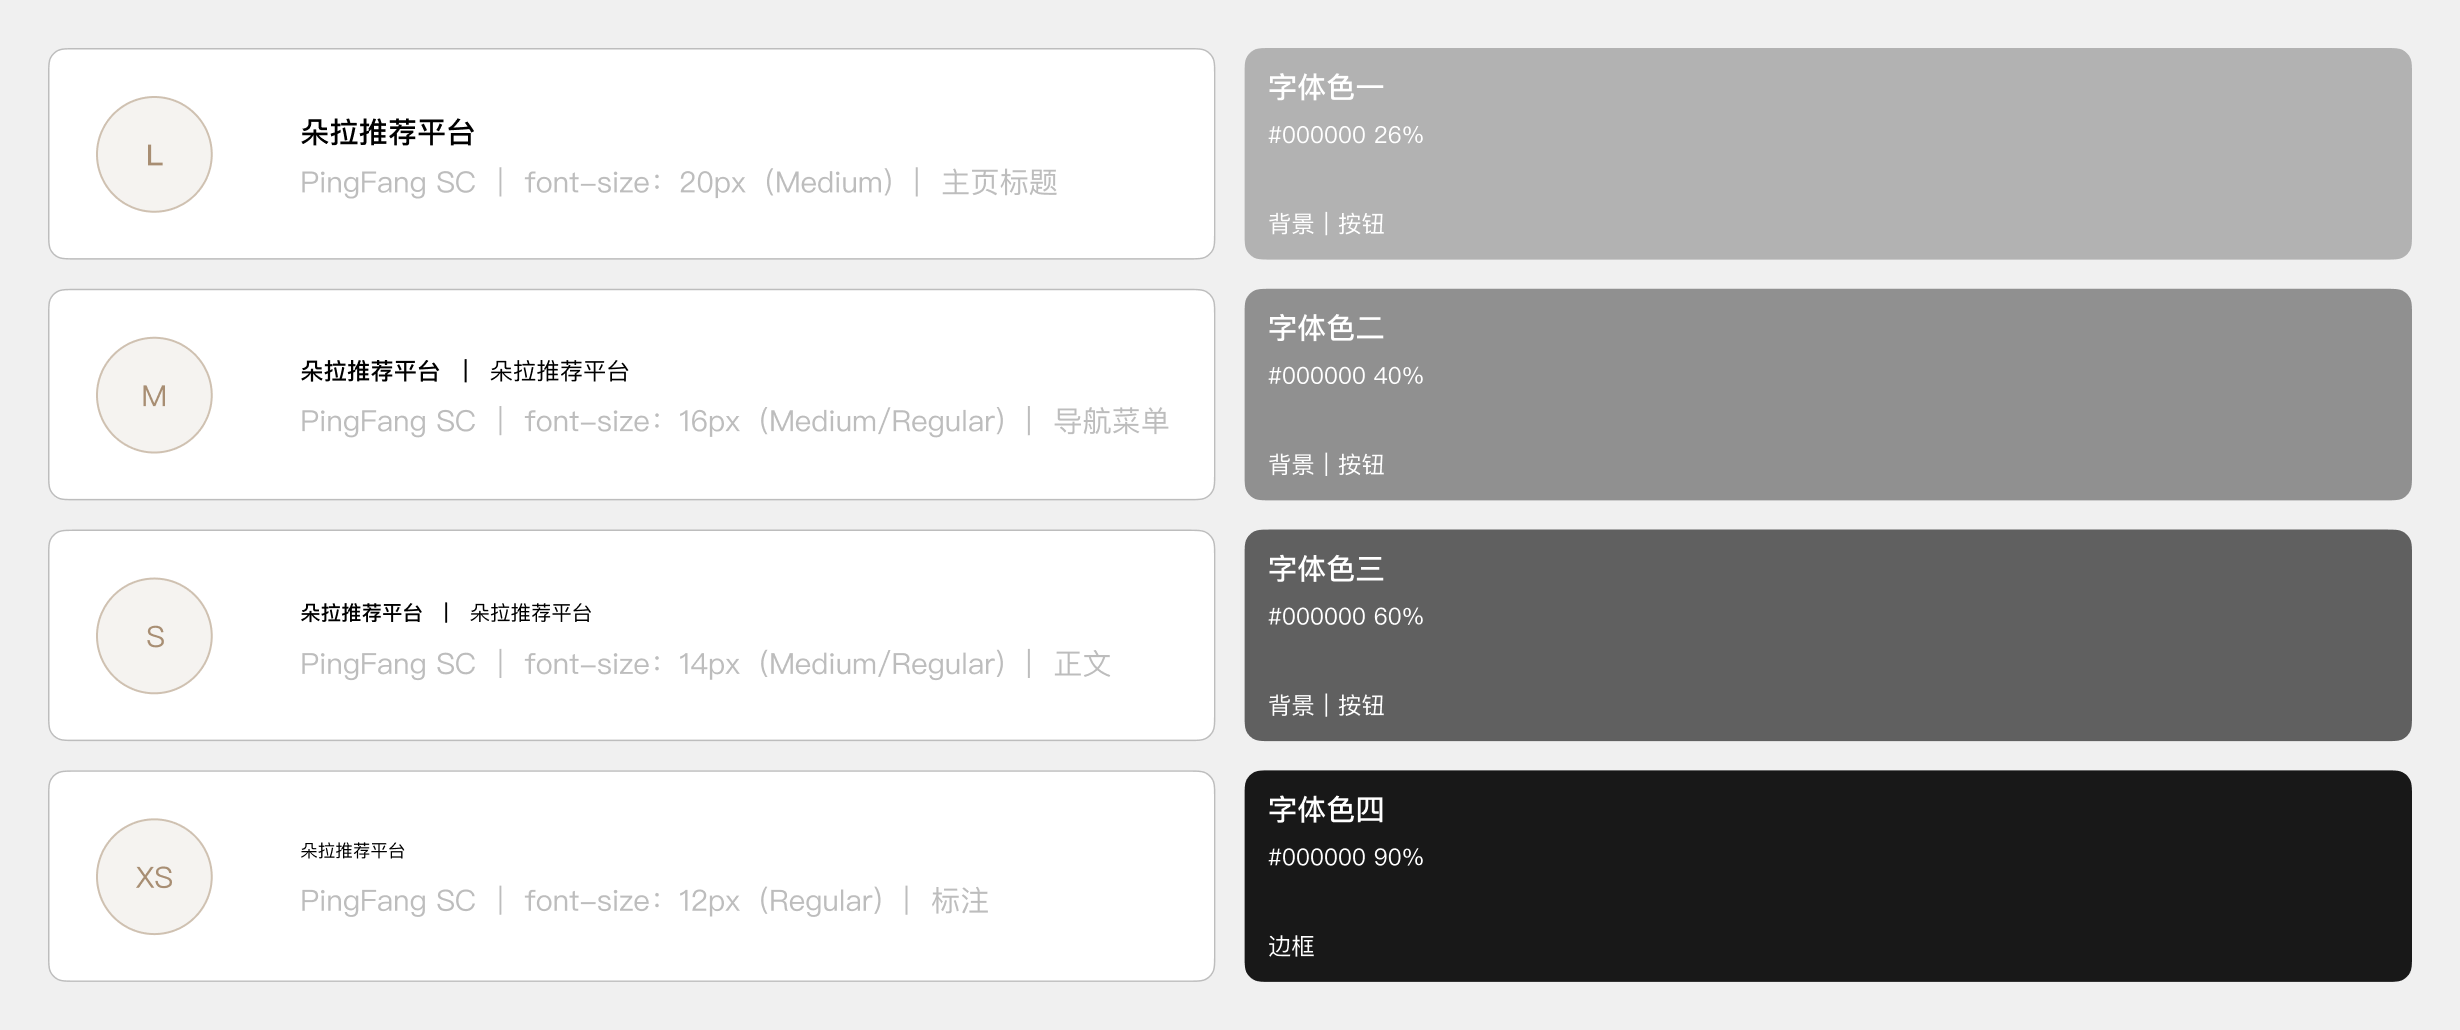 L
朵拉推荐平台
PingFang SC | font-size：20px（Medium）| 主页标题
字体色一
#000000 26%
背景 | 按钮
M
朵拉推荐平台 | 朵拉推荐平台
PingFang SC | font-size：16px（Medium/Regular）| 导航菜单
字体色二
#000000 40%
背景 | 按钮
S
朵拉推荐平台 | 朵拉推荐平台
PingFang SC | font-size：14px（Medium/Regular）| 正文
字体色三
#000000 60%
背景 | 按钮
XS
朵拉推荐平台
PingFang SC | font-size：12px（Regular）| 标注
字体色四
#000000 90%
边框